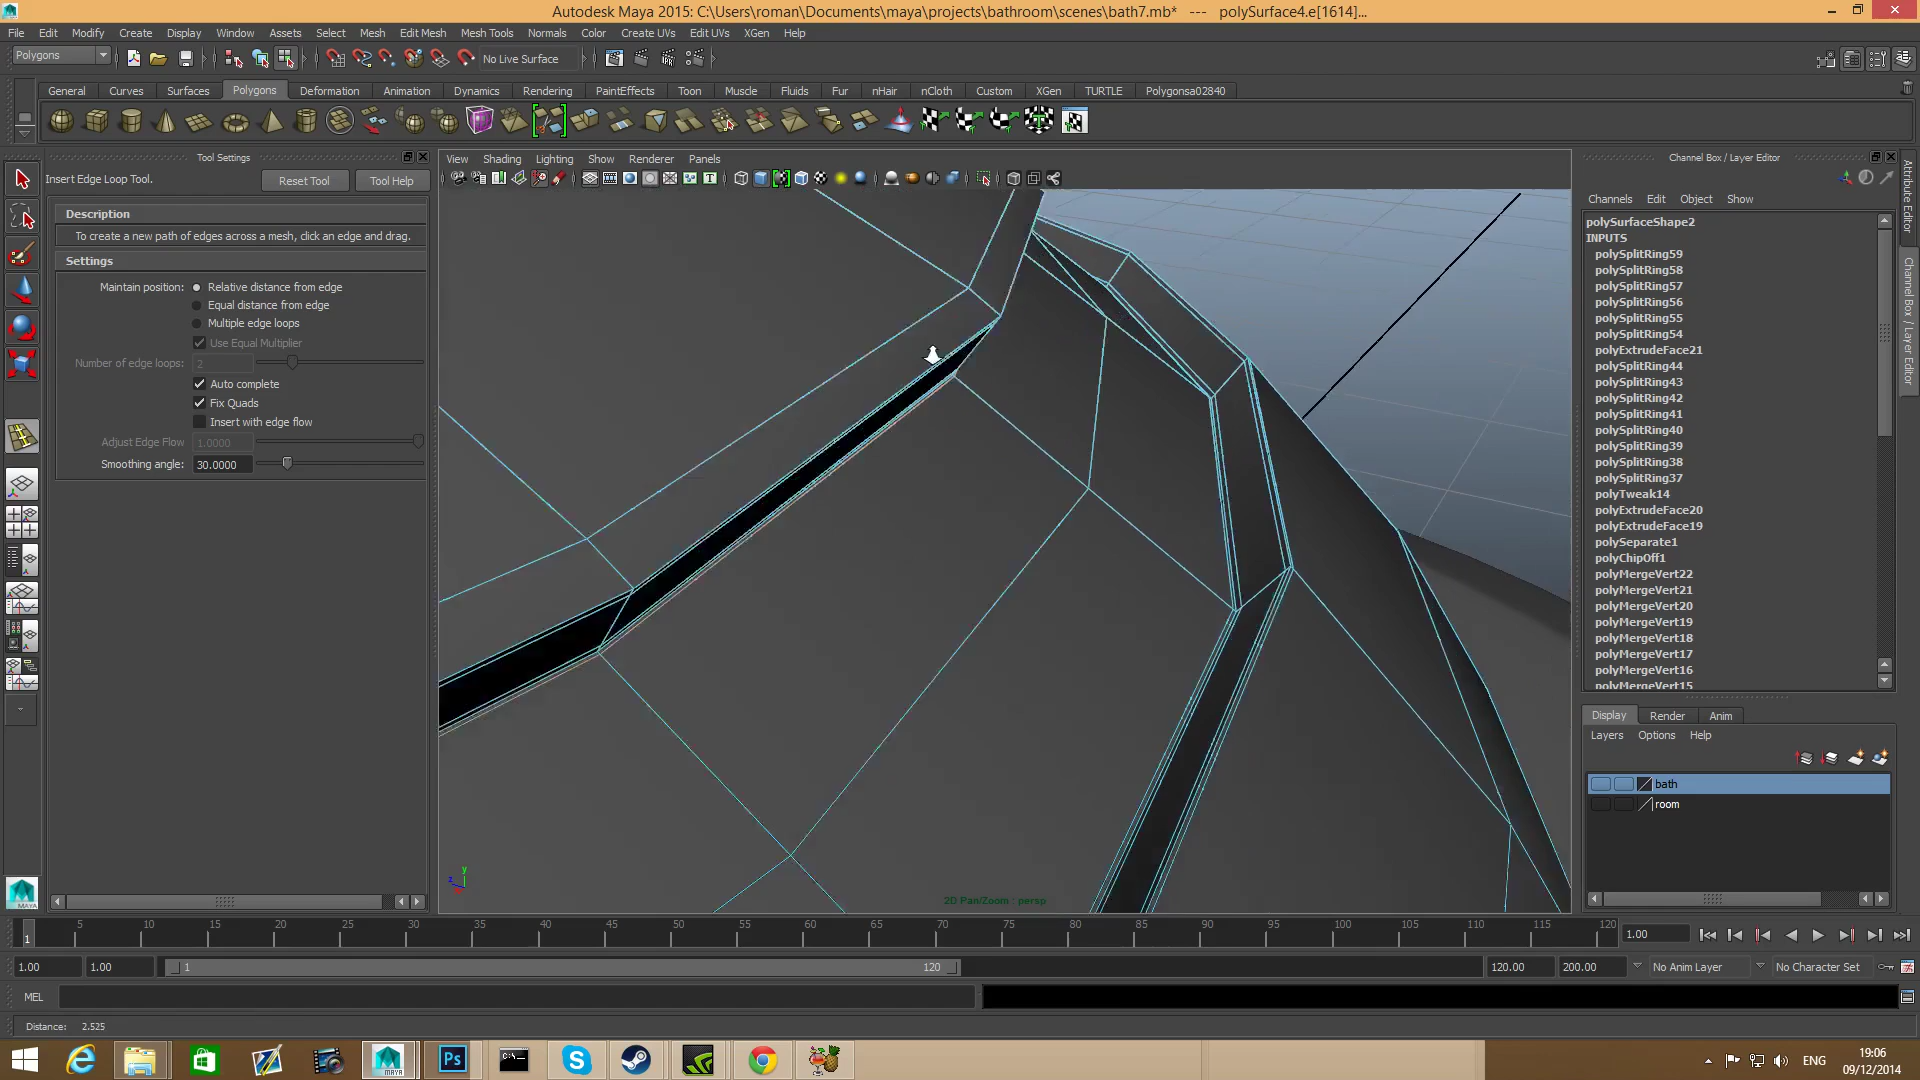 Autodesk Maya 2015: C:\Users\roman\Documents\maya\projects\bathroom\scenes\bath7.mb* --- polySurface4.e[1614]...
File Edit Modify Create Display Window Assets Select Mesh Edit Mesh Mesh Tools Normals Color Create UVs Edit UVs XGen Help
Polygons No Live Surface
General Curves Surfaces Polygons Deformation Animation Dynamics Rendering PaintEffects Toon Muscle Fluids Fur nHair nCloth Custom XGen TURTLE Polygonsa02840
Tool Settings
Insert Edge Loop Tool. Reset Tool Tool Help
Description
To create a new path of edges across a mesh, click an edge and drag.
Settings
Maintain position: Relative distance from edge
Equal distance from edge
Multiple edge loops
Use Equal Multiplier
Number of edge loops: 2
Auto complete
Fix Quads
Insert with edge flow
Adjust Edge Flow 1.0000
Smoothing angle: 30.0000
View Shading Lighting Show Renderer Panels
2D Pan/Zoom : persp
y
z
Channel Box / Layer Editor
Channels Edit Object Show
polySurfaceShape2
INPUTS
polySplitRing59
polySplitRing58
polySplitRing57
polySplitRing56
polySplitRing55
polySplitRing54
polyExtrudeFace21
polySplitRing44
polySplitRing43
polySplitRing42
polySplitRing41
polySplitRing40
polySplitRing39
polySplitRing38
polySplitRing37
polyTweak14
polyExtrudeFace20
polyExtrudeFace19
polySeparate1
polyChipOff1
polyMergeVert22
polyMergeVert21
polyMergeVert20
polyMergeVert19
polyMergeVert18
polyMergeVert17
polyMergeVert16
polyMergeVert15
Display Render Anim
Layers Options Help
bath
room
Attribute Editor
Channel Box / Layer Editor
1 5 10 15 20 25 30 35 40 45 50 55 60 65 70 75 80 85 90 95 100 105 110 115 120 1.00
1.00 1.00 1 120 120.00 200.00 No Anim Layer No Character Set
MEL
Distance: 2.525
MAYA Ps ENG 19:06
09/12/2014